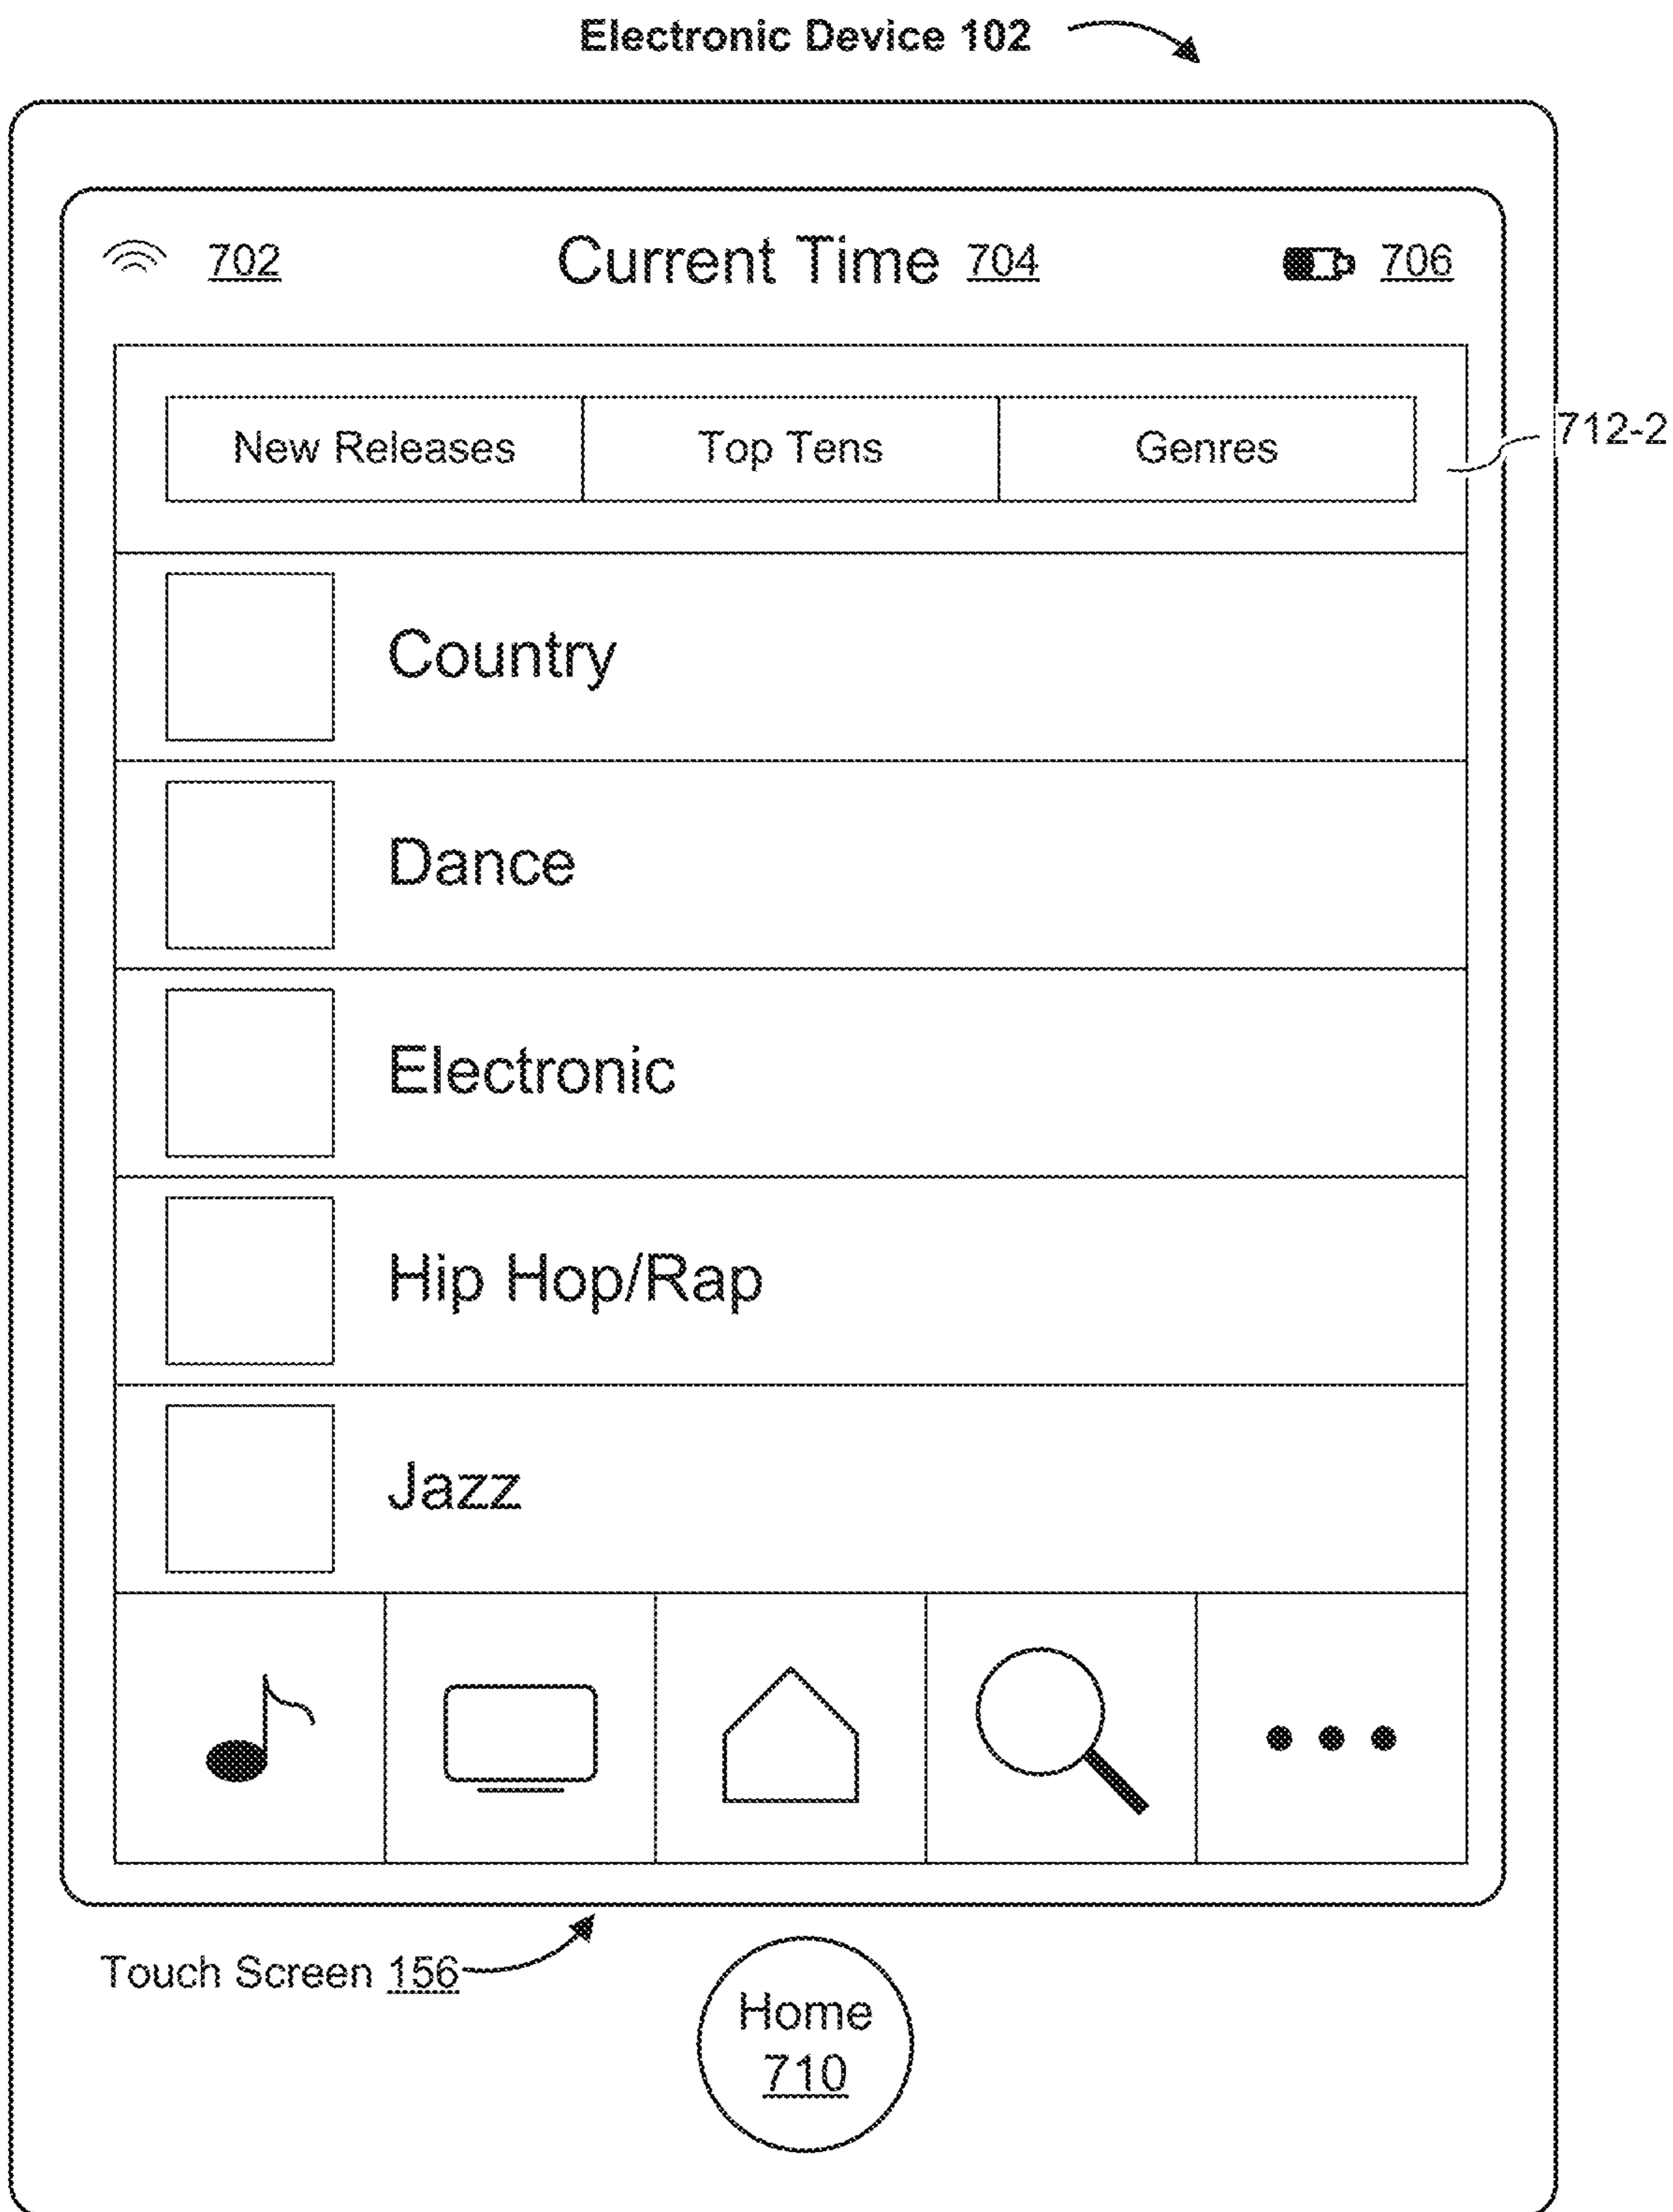 Electronic Device 102
702 Current Time 704 706
New Releases Top Tens Genres
712-2
Country
Dance
Electronic
Hip Hop/Rap
Jazz
Touch Screen 156
Home
710